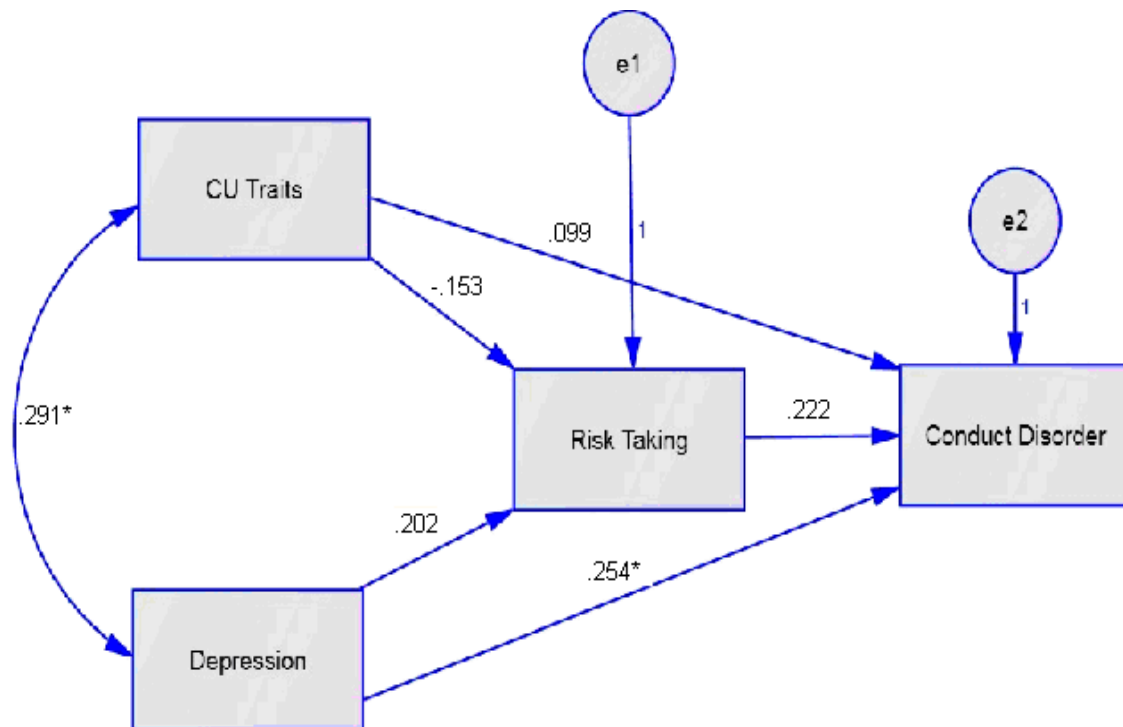 e1
CU Traits
e2
.099
1
-.153
1
.291*
.222
Risk Taking
Conduct Disorder
.202
.254*
Depression